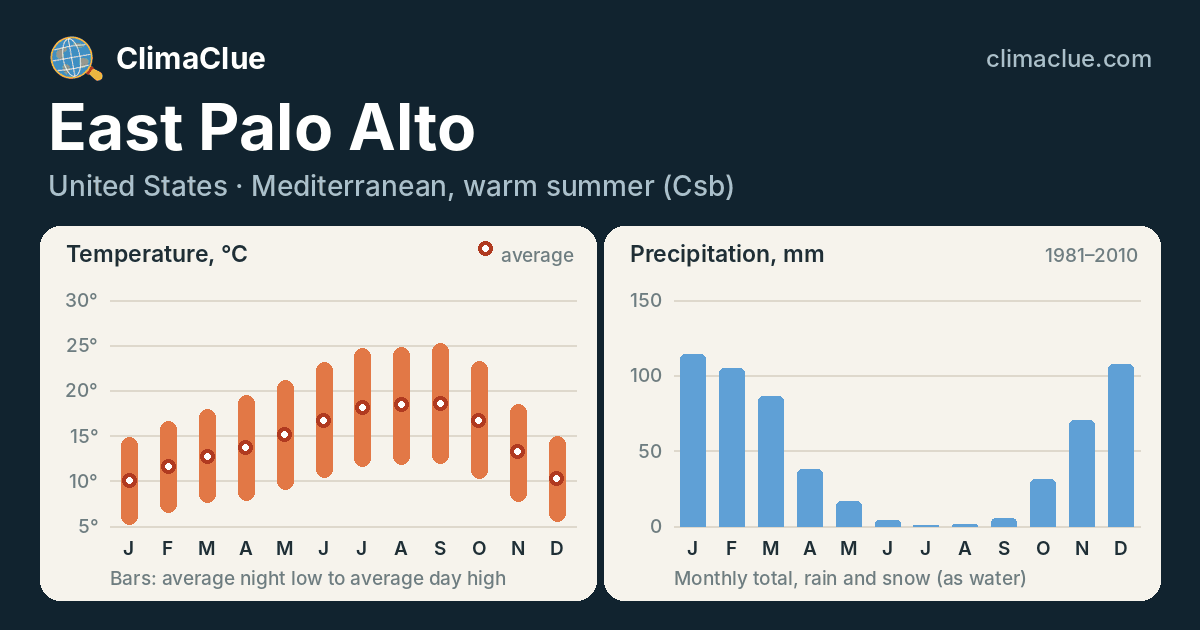 ClimaClue
climaclue.com
East Palo Alto
United States · Mediterranean, warm summer (Csb)
Temperature, °C
average
30°
25°
20°
15°
10°
5°
J F M A M J J A S O N D
Bars: average night low to average day high
Precipitation, mm
1981–2010
150
100
50
0
J F M A M J J A S O N D
Monthly total, rain and snow (as water)